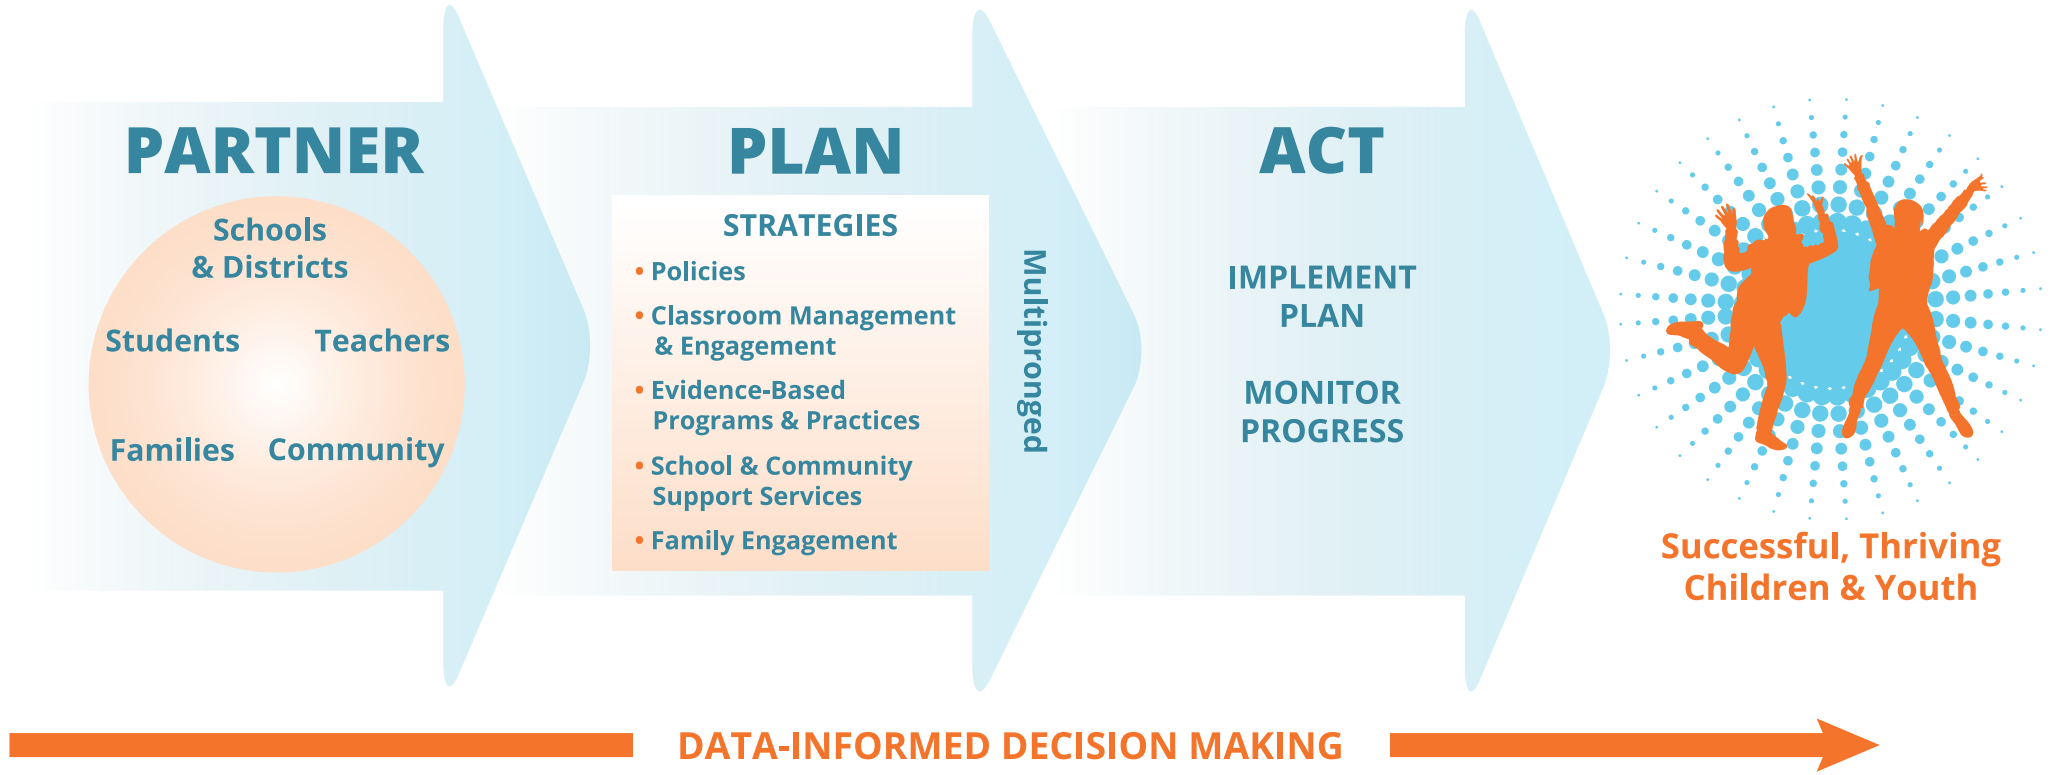 PARTNER
Schools
& Districts
Students
Teachers
Families
Community
PLAN
STRATEGIES
• Policies
• Classroom Management
& Engagement
• Evidence-Based
Programs & Practices
• School & Community
Support Services
• Family Engagement
Multipronged
ACT
IMPLEMENT
PLAN
MONITOR
PROGRESS
Successful, Thriving
Children & Youth
DATA-INFORMED DECISION MAKING